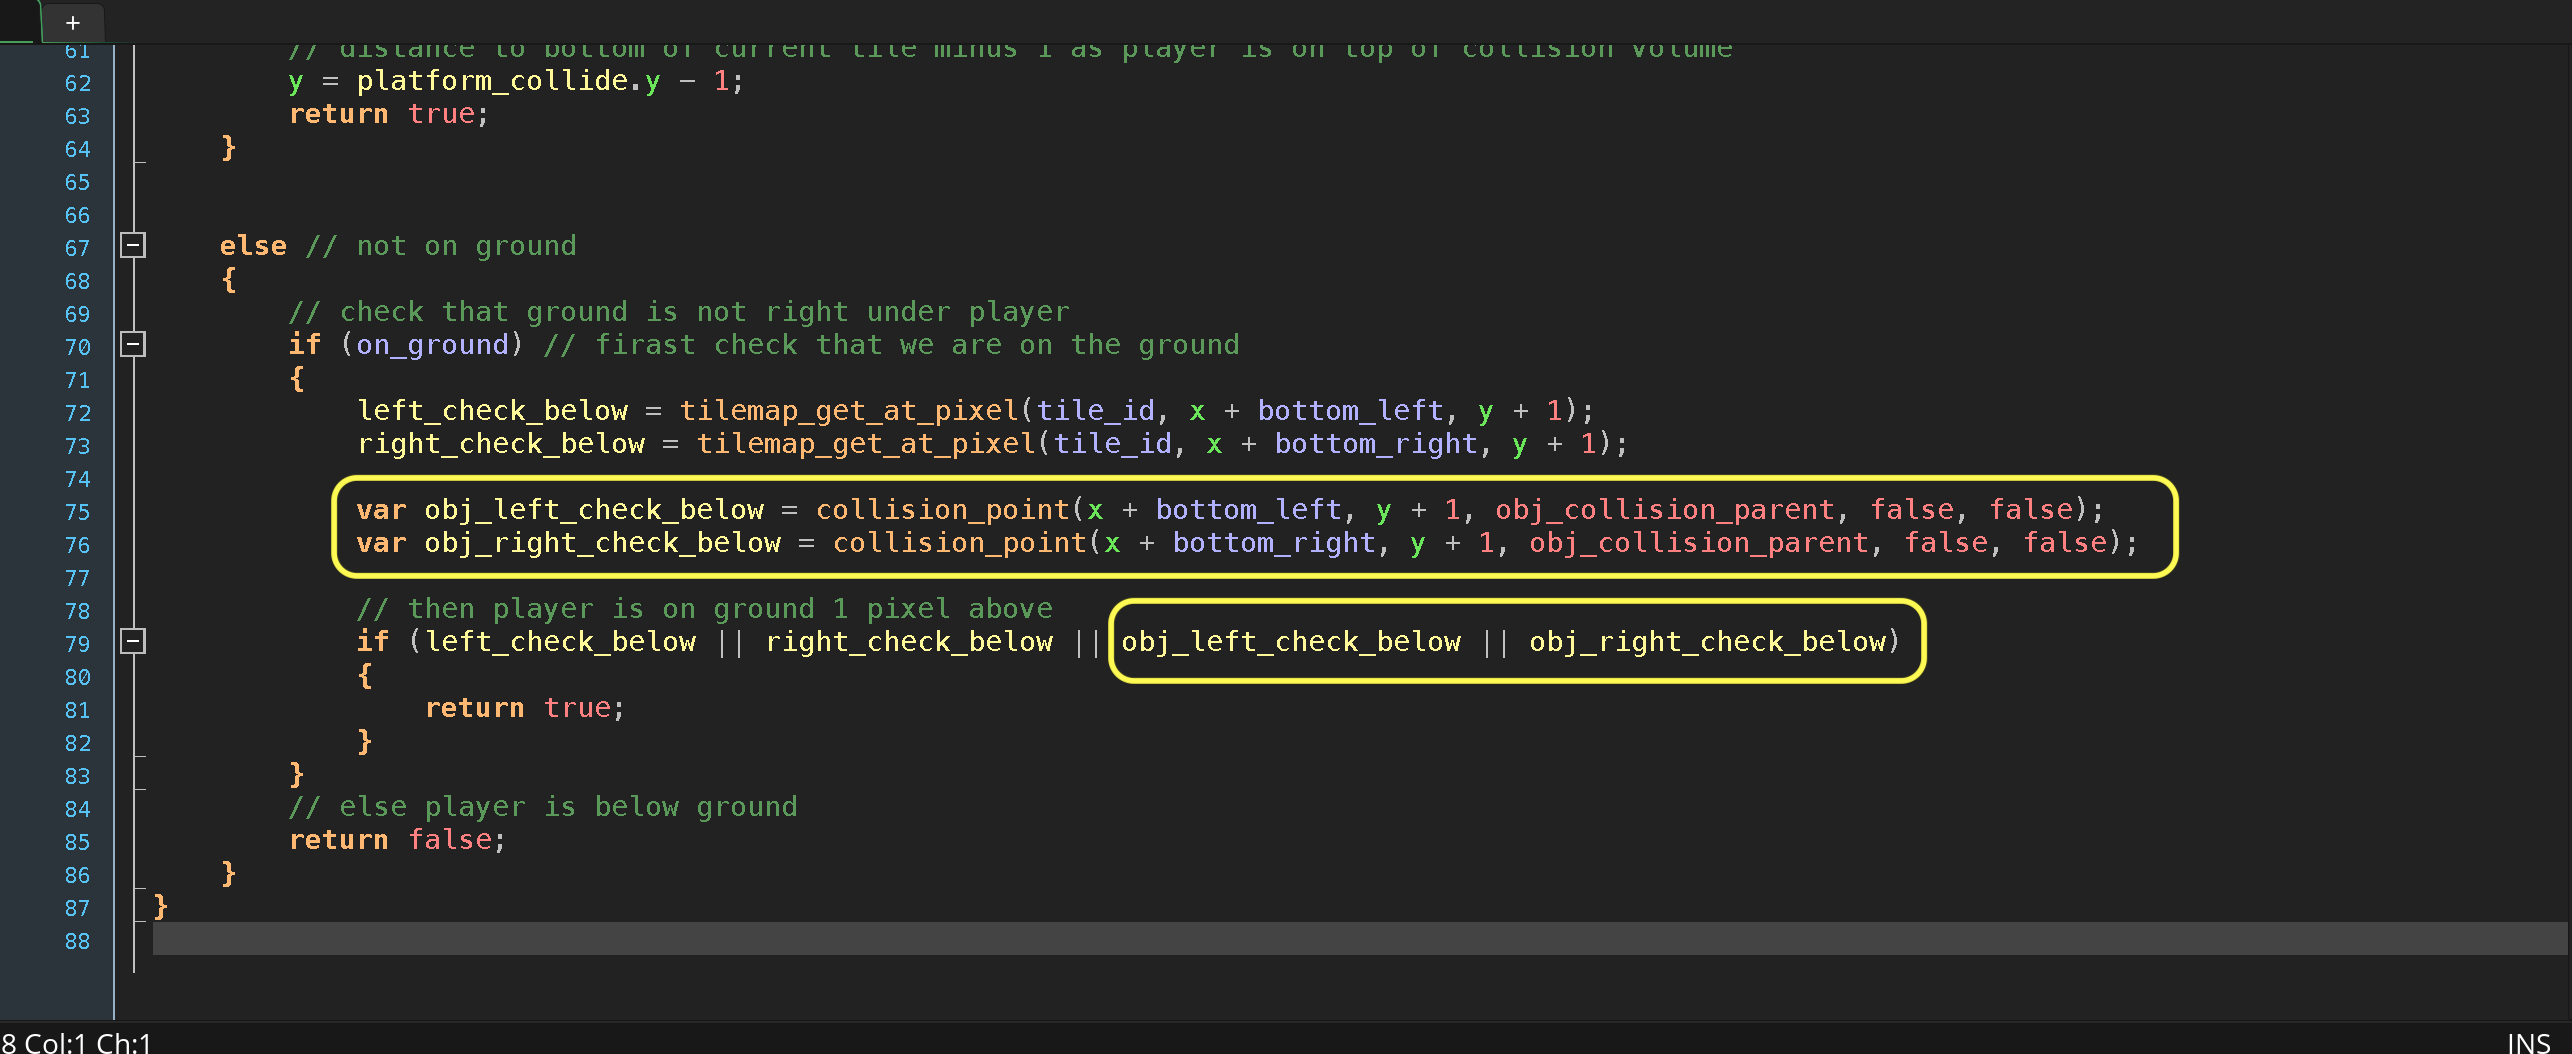 +
61 // distance to bottom of current tile minus 1 as player is on top of collision volume
62 y = platform_collide.y - 1;
63 return true;
64 }
65
66
67 else // not on ground
68 {
69 // check that ground is not right under player
70 if (on_ground) // firast check that we are on the ground
71 {
72 left_check_below = tilemap_get_at_pixel(tile_id, x + bottom_left, y + 1);
73 right_check_below = tilemap_get_at_pixel(tile_id, x + bottom_right, y + 1);
74
75 var obj_left_check_below = collision_point(x + bottom_left, y + 1, obj_collision_parent, false, false);
76 var obj_right_check_below = collision_point(x + bottom_right, y + 1, obj_collision_parent, false, false);
77
78 // then player is on ground 1 pixel above
79 if (left_check_below || right_check_below || obj_left_check_below || obj_right_check_below)
80 {
81 return true;
82 }
83 }
84 // else player is below ground
85 return false;
86 }
87 }
88
8 Col:1 Ch:1 INS